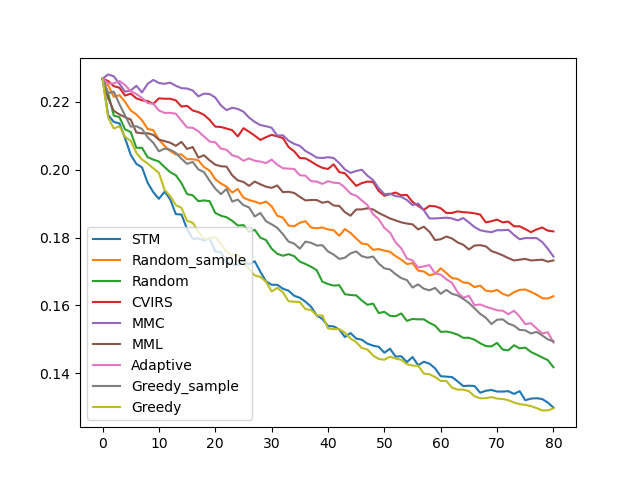 0.22
0.20
0.18
0.16
0.14
STM
Random_sample
Random
CVIRS
MMC
MML
Adaptive
Greedy_sample
Greedy
0 10 20 30 40 50 60 70 80